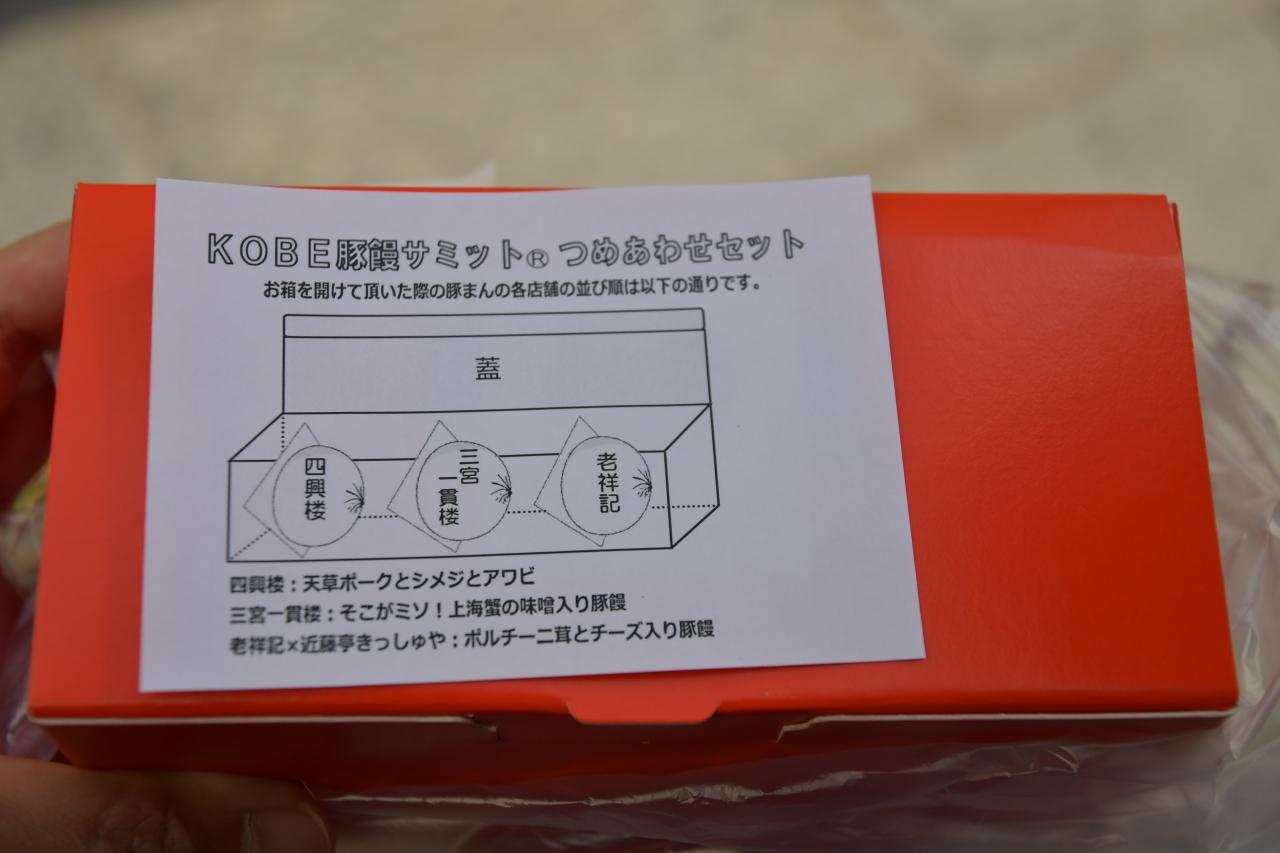 KOBE豚饅サミット® つめあわせセット
お箱を開けて頂いた際の豚まんの各店舗の並び順は以下の通りです。
蓋
四興楼
三宮
一貫楼
老祥記
四興楼：天草ポークとシメジとアワビ
三宮一貫楼：そこがミソ！上海蟹の味噌入り豚饅
老祥記×近藤亭きっしゅや：ポルチーニ茸とチーズ入り豚饅